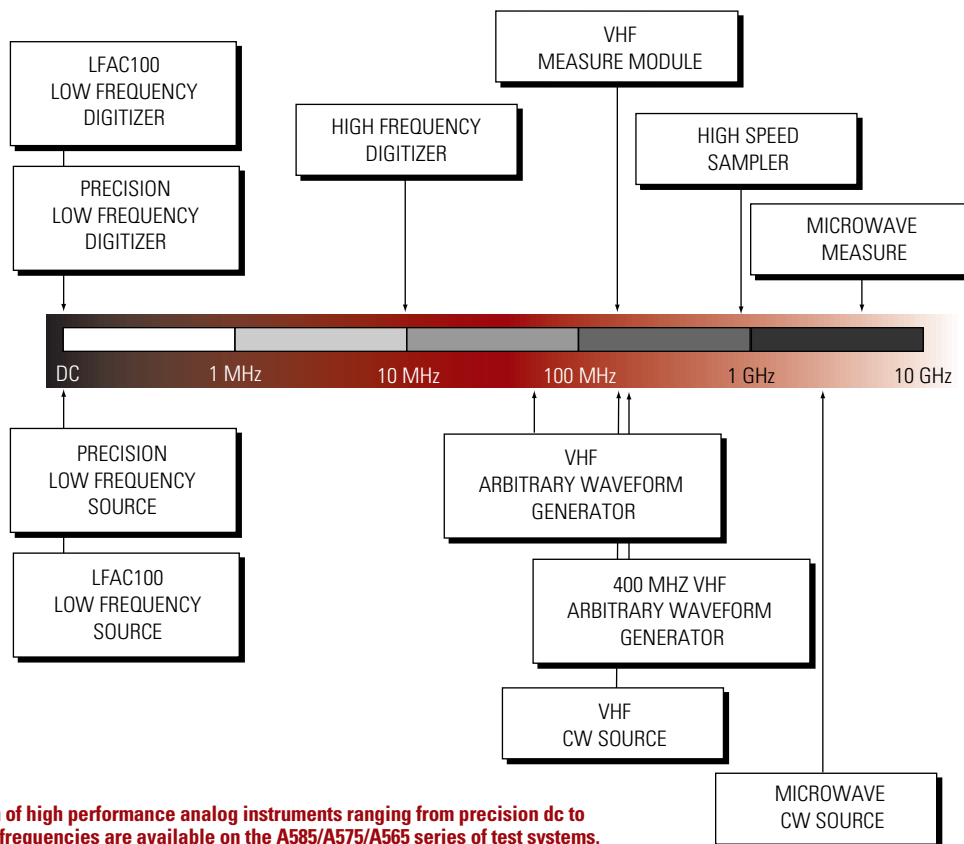 LFAC100
LOW FREQUENCY
DIGITIZER
PRECISION
LOW FREQUENCY
DIGITIZER
HIGH FREQUENCY
DIGITIZER
VHF
MEASURE MODULE
HIGH SPEED
SAMPLER
MICROWAVE
MEASURE
DC 1 MHz 10 MHz 100 MHz 1 GHz 10 GHz
PRECISION
LOW FREQUENCY
SOURCE
LFAC100
LOW FREQUENCY
SOURCE
VHF
ARBITRARY WAVEFORM
GENERATOR
400 MHZ VHF
ARBITRARY WAVEFORM
GENERATOR
VHF
CW SOURCE
MICROWAVE
CW SOURCE
of high performance analog instruments ranging from precision dc to
frequencies are available on the A585/A575/A565 series of test systems.